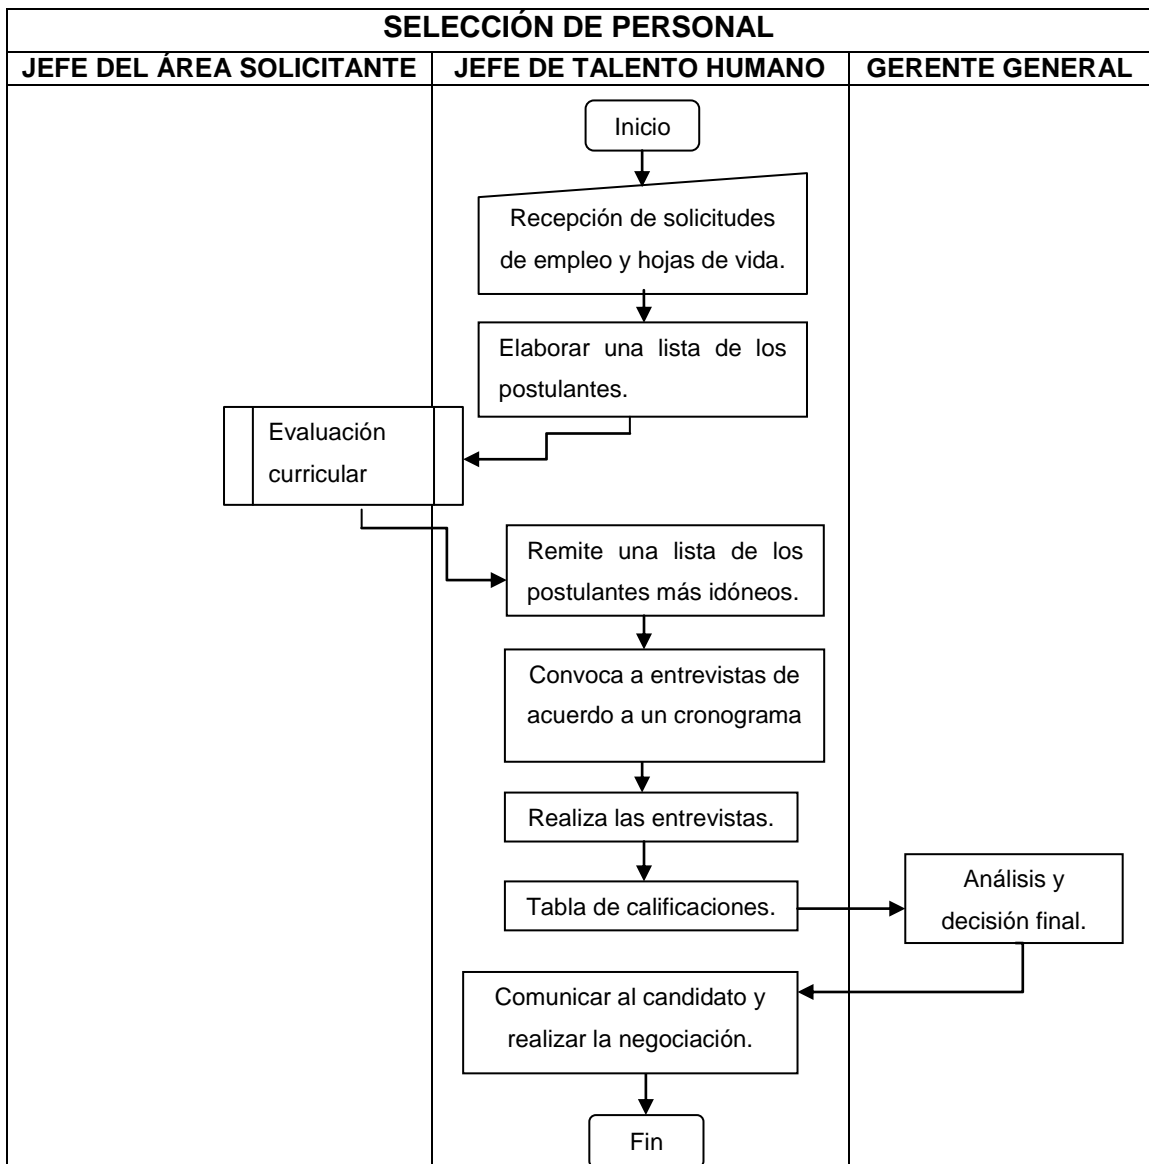 SELECCIÓN DE PERSONAL
JEFE DEL ÁREA SOLICITANTE
JEFE DE TALENTO HUMANO
GERENTE GENERAL
Inicio
Recepción de solicitudes
de empleo y hojas de vida.
Elaborar una lista de los
postulantes.
Evaluación
curricular
Remite una lista de los
postulantes más idóneos.
Convoca a entrevistas de
acuerdo a un cronograma
Realiza las entrevistas.
Tabla de calificaciones.
Análisis y
decisión final.
Comunicar al candidato y
realizar la negociación.
Fin